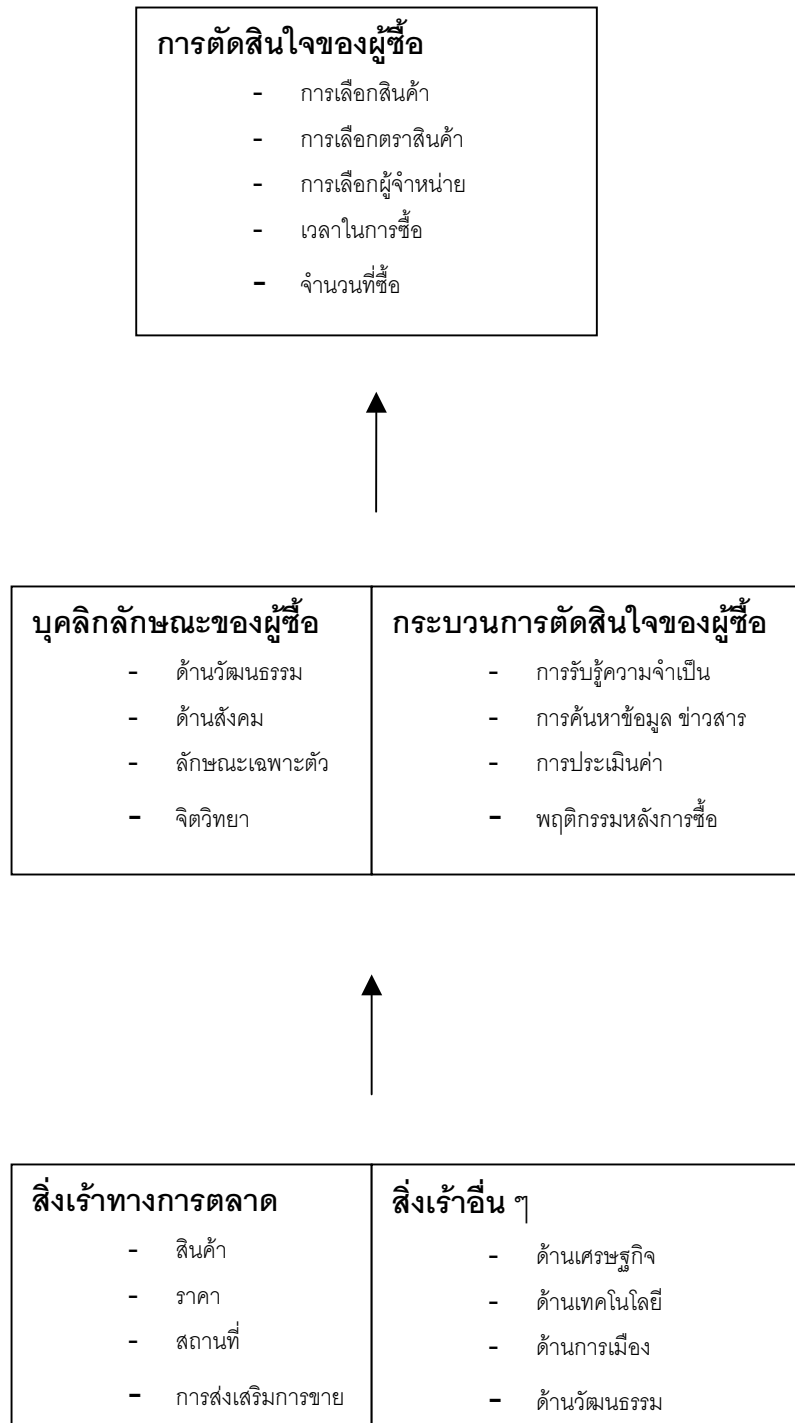 การตัดสินใจของผู้ซื้อ
- การเลือกสินค้า
- การเลือกตราสินค้า
- การเลือกผู้จำหน่าย
- เวลาในการซื้อ
- จำนวนที่ซื้อ
บุคลิกลักษณะของผู้ซื้อ
- ด้านวัฒนธรรม
- ด้านสังคม
- ลักษณะเฉพาะตัว
- จิตวิทยา
กระบวนการตัดสินใจของผู้ซื้อ
- การรับรู้ความจำเป็น
- การค้นหาข้อมูล ข่าวสาร
- การประเมินค่า
- พฤติกรรมหลังการซื้อ
สิ่งเร้าทางการตลาด
- สินค้า
- ราคา
- สถานที่
- การส่งเสริมการขาย
สิ่งเร้าอื่น ๆ
- ด้านเศรษฐกิจ
- ด้านเทคโนโลยี
- ด้านการเมือง
- ด้านวัฒนธรรม